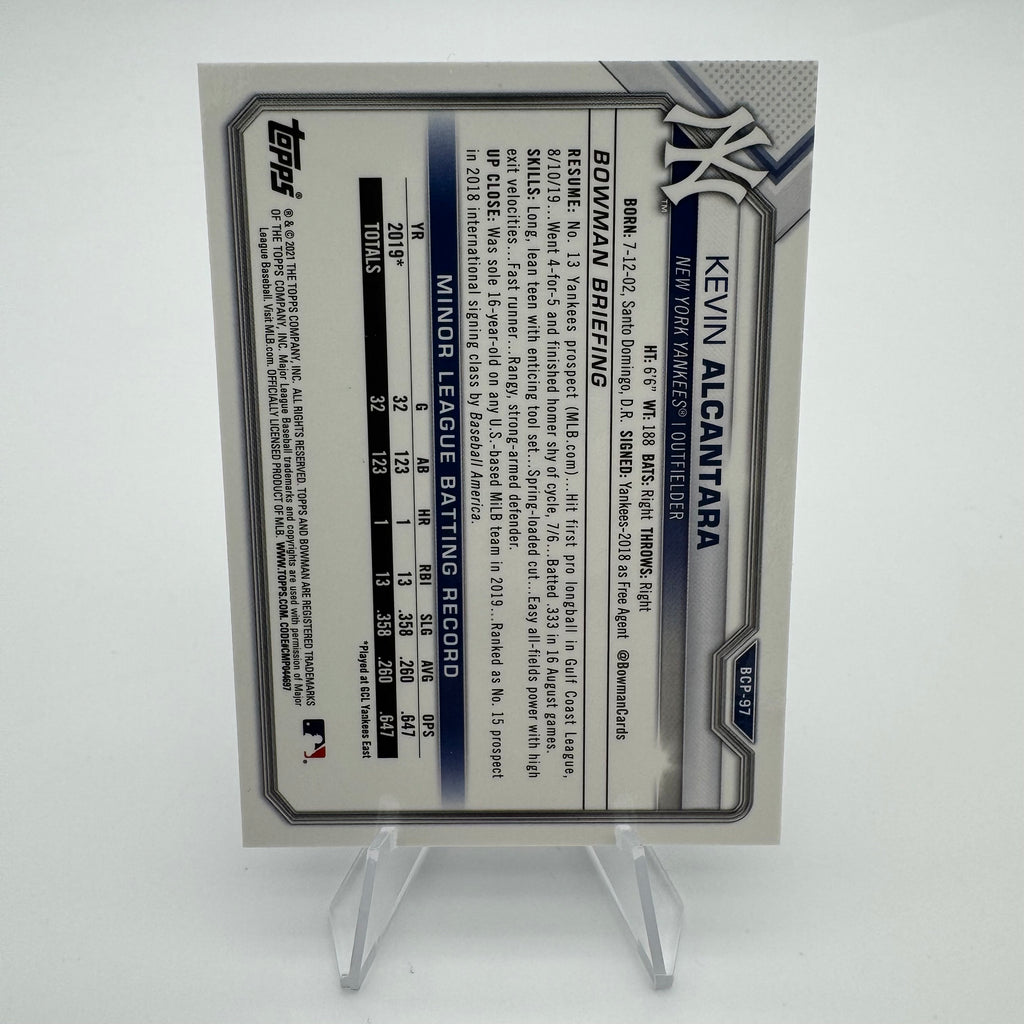 BCP-97
KEVIN ALCANTARA
NEW YORK YANKEES® | OUTFIELDER
NY
TM
HT: 6'6" WT: 188 BATS: Right THROWS: Right
BORN: 7-12-02, Santo Domingo, D.R. SIGNED: Yankees-2018 as Free Agent @BowmanCards
BOWMAN BRIEFING
RESUME: No. 13 Yankees prospect (MLB.com)...Hit first pro longball in Gulf Coast League,
8/10/19...Went 4-for-5 and finished homer shy of cycle, 7/6...Batted .333 in 16 August games.
SKILLS: Long, lean teen with enticing tool set...Spring-loaded cut...Easy all-fields power with high
exit velocities...Fast runner...Rangy, strong-armed defender.
UP CLOSE: Was sole 16-year-old on any U.S.-based MiLB team in 2019...Ranked as No. 15 prospect
in 2018 international signing class by Baseball America.
MINOR LEAGUE BATTING RECORD
YR G AB HR RBI SLG AVG OPS
2019* 32 123 1 13 .358 .260 .647
TOTALS 32 123 1 13 .358 .260 .647
*Played at GCL Yankees East
topps®
® & © 2021 THE TOPPS COMPANY, INC. ALL RIGHTS RESERVED. TOPPS AND BOWMAN ARE REGISTERED TRADEMARKS
OF THE TOPPS COMPANY, INC. Major League Baseball trademarks and copyrights are used with permission of Major
League Baseball. Visit MLB.com. OFFICIALLY LICENSED PRODUCT OF MLB. WWW.TOPPS.COM. CODE#CMP044697